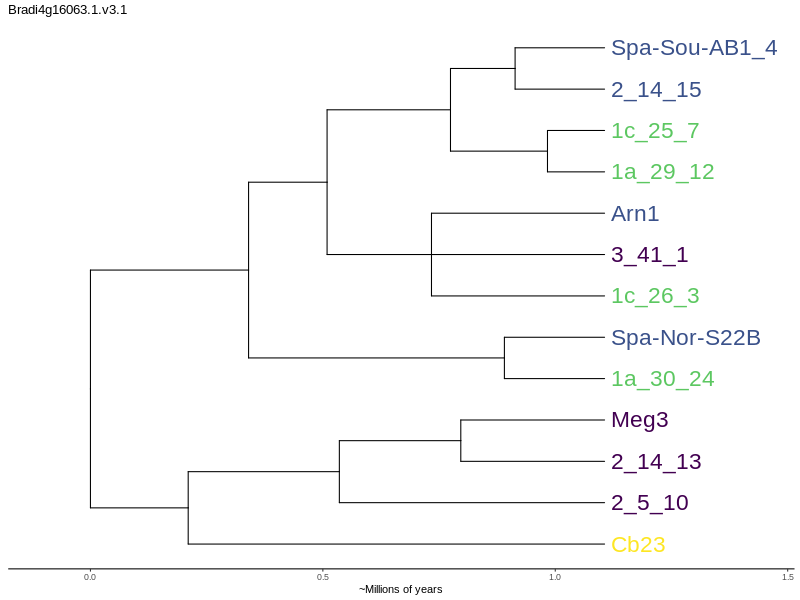 Bradi4g16063.1.v3.1
Spa-Sou-AB1_4
2_14_15
1c_25_7
1a_29_12
Arn1
3_41_1
1c_26_3
Spa-Nor-S22B
1a_30_24
Meg3
2_14_13
2_5_10
Cb23
0.0 0.5 1.0 1.5
~Millions of years